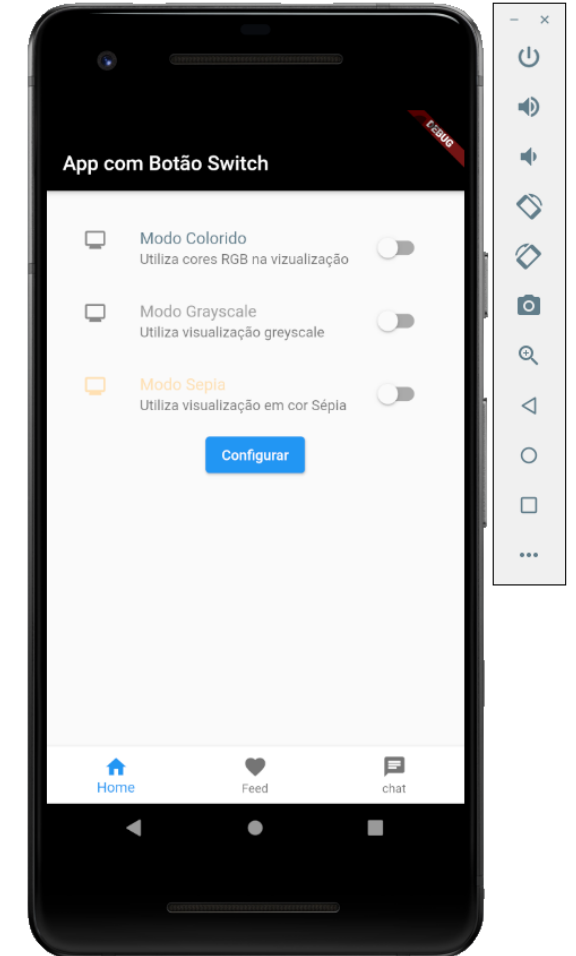 DEBUG
App com Botão Switch
Modo Colorido
Utiliza cores RGB na vizualização
Modo Grayscale
Utiliza visualização greyscale
Modo Sepia
Utiliza visualização em cor Sépia
Configurar
Home
Feed
chat